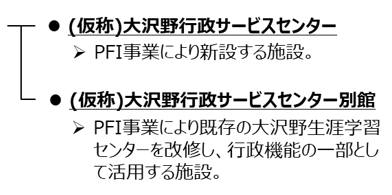 ● (仮称)大沢野行政サービスセンター
➢ PFI事業により新設する施設。
● (仮称)大沢野行政サービスセンター別館
➢ PFI事業により既存の大沢野生涯学習
センターを改修し、行政機能の一部とし
て活用する施設。